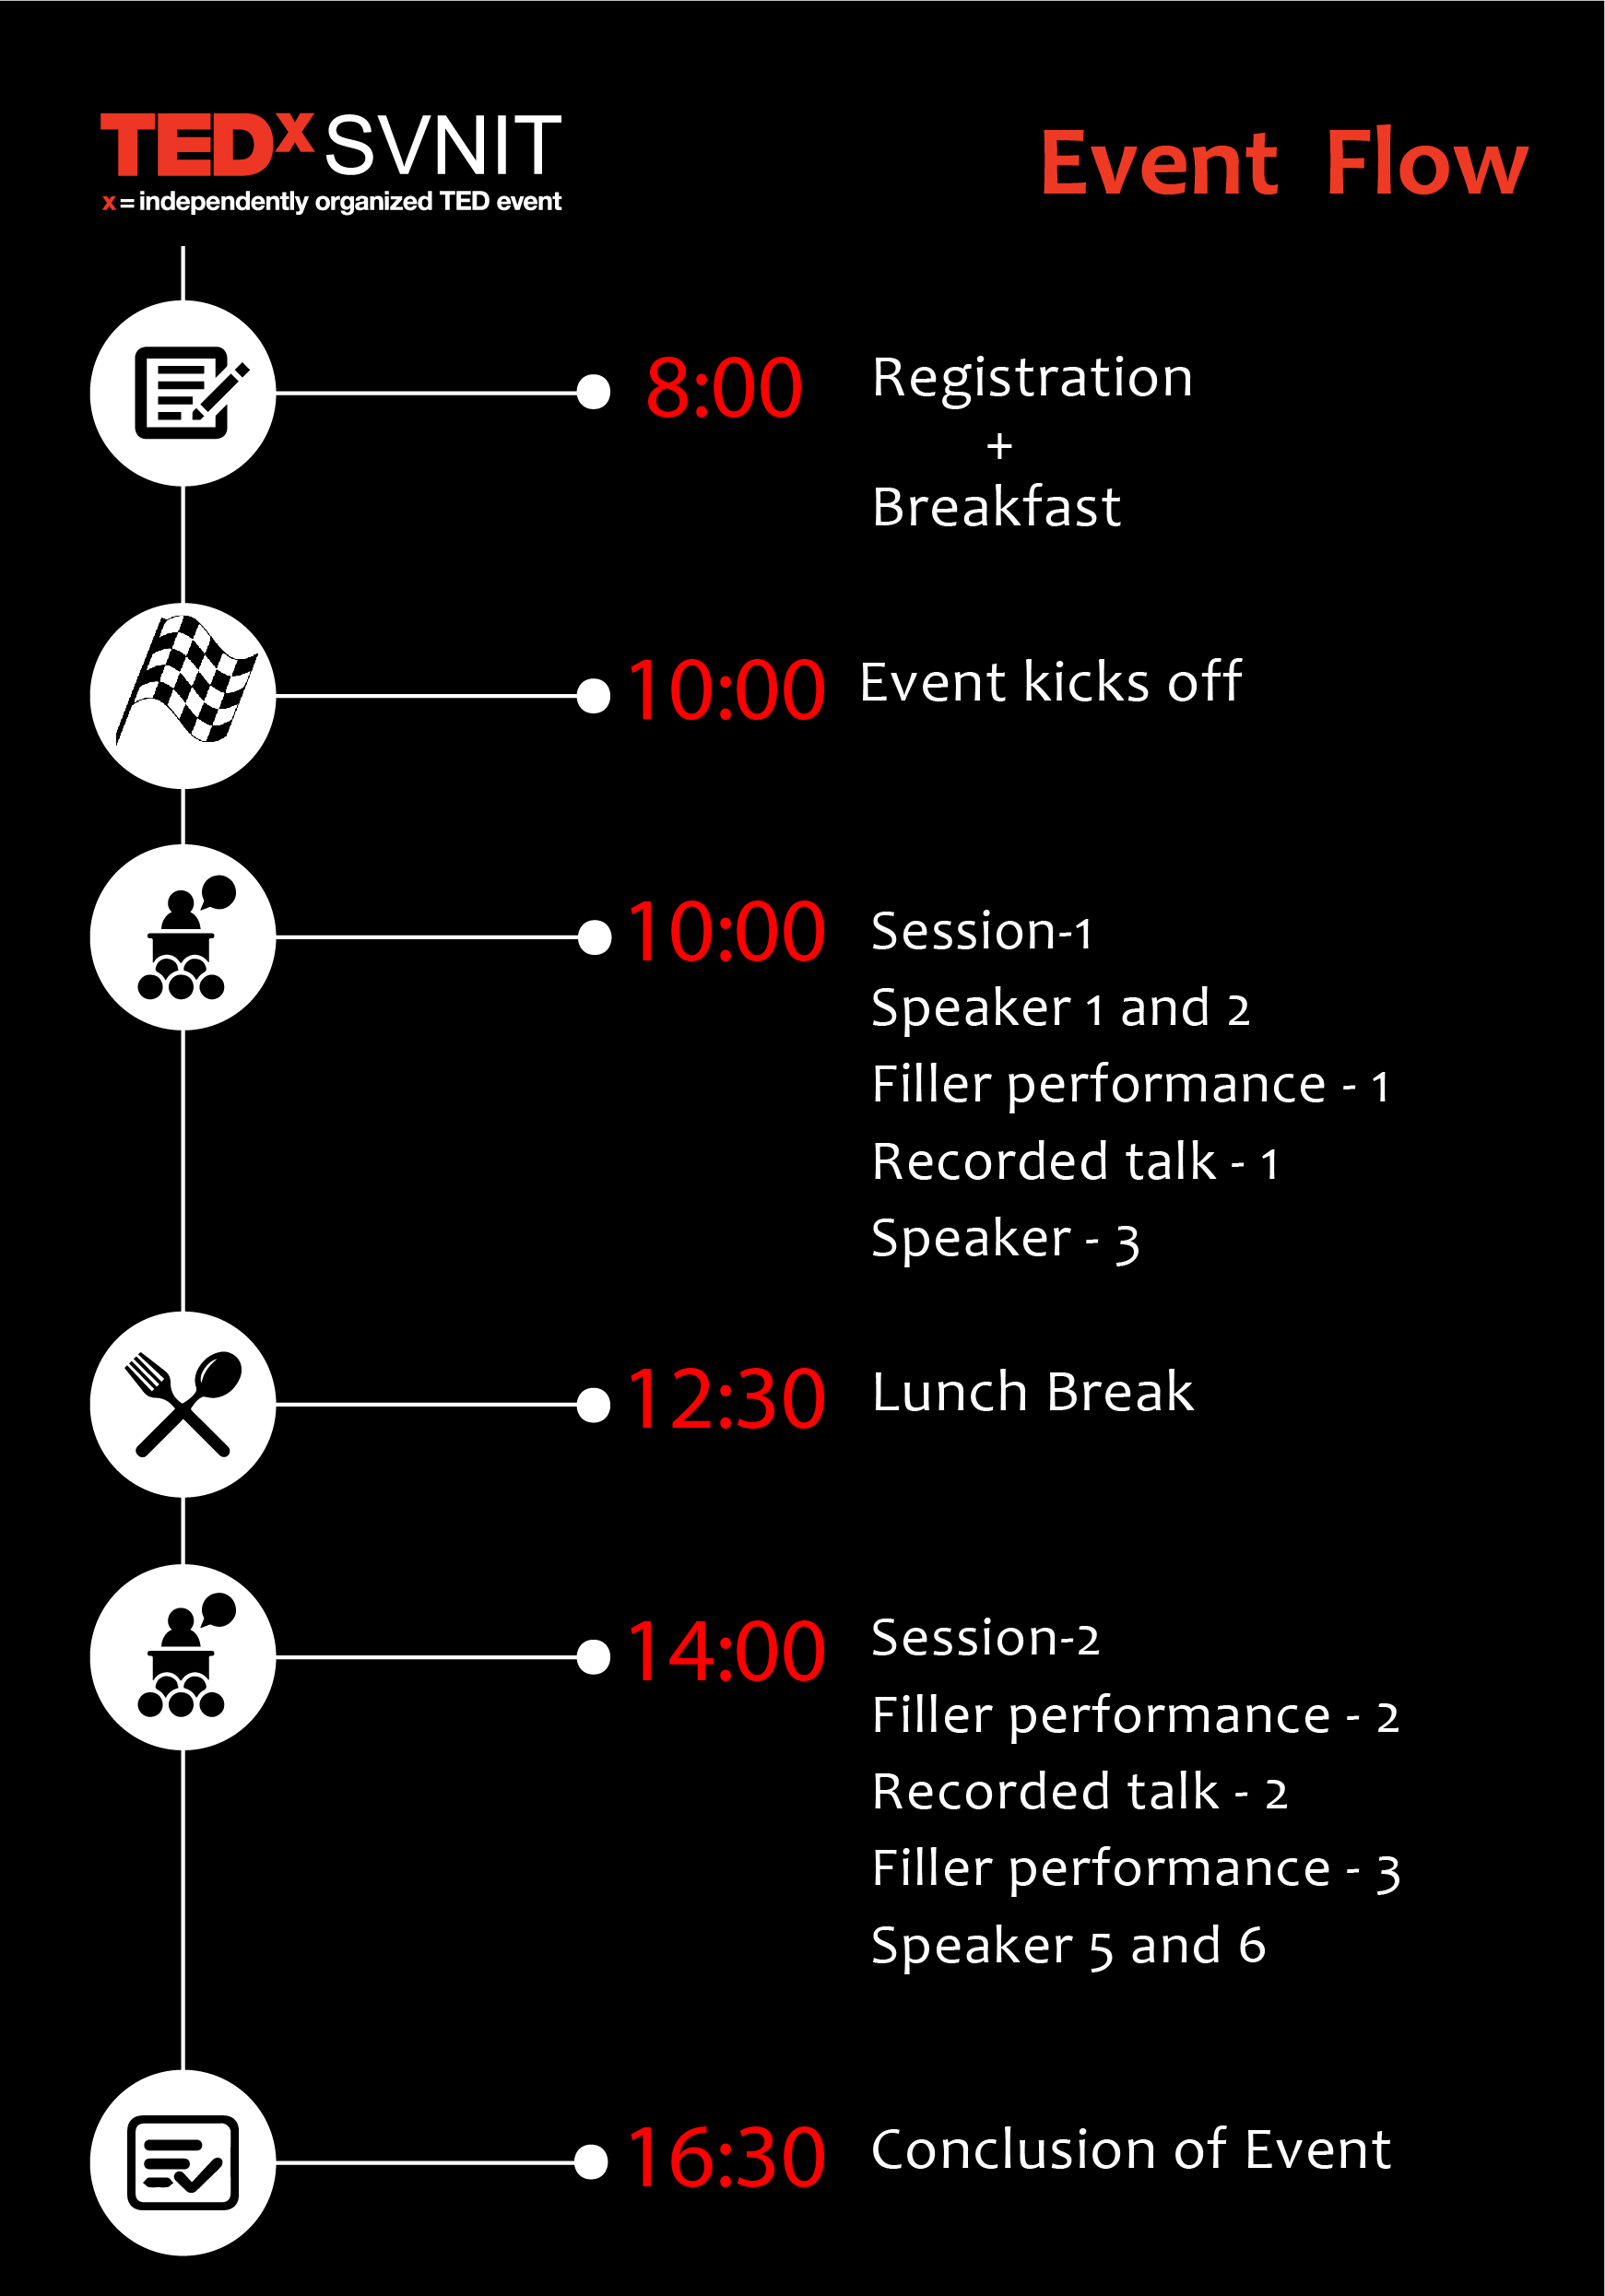 TEDx SVNIT
x = independently organized TED event
Event Flow
8:00 Registration
+
Breakfast
10:00 Event kicks off
10:00 Session-1
Speaker 1 and 2
Filler performance - 1
Recorded talk - 1
Speaker - 3
12:30 Lunch Break
14:00 Session-2
Filler performance - 2
Recorded talk - 2
Filler performance - 3
Speaker 5 and 6
16:30 Conclusion of Event